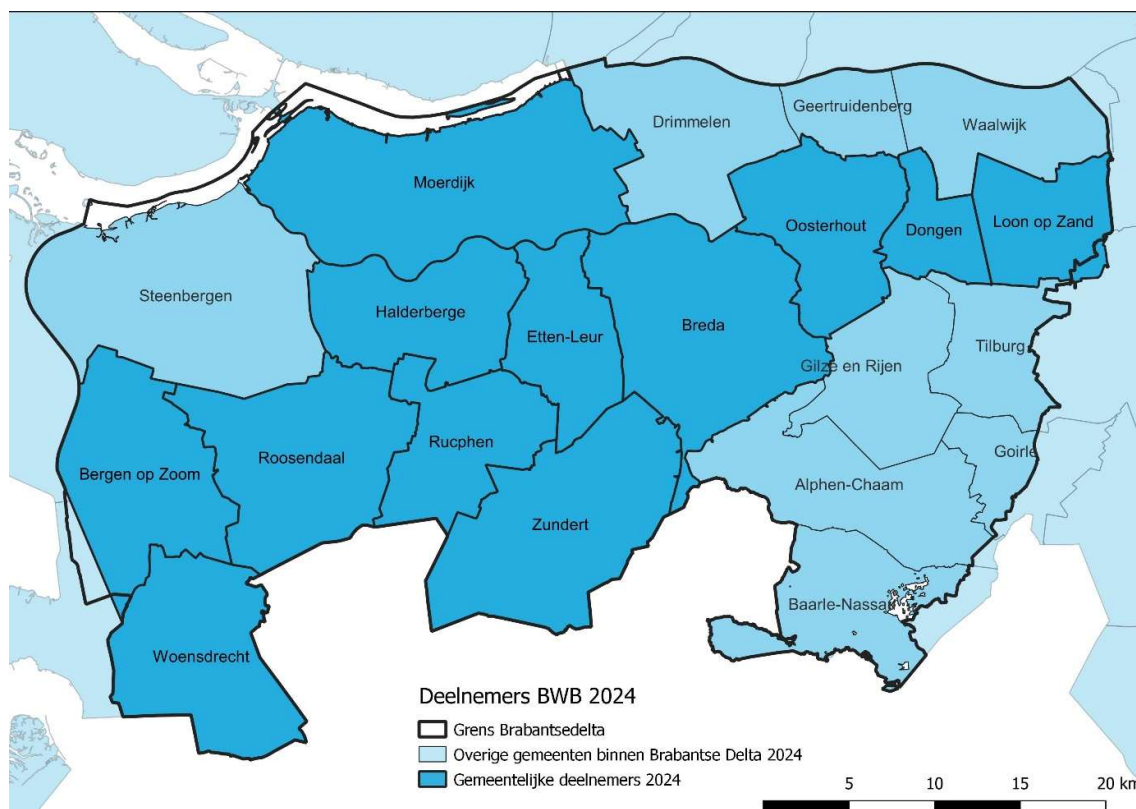 Drimmelen
Geertruidenberg
Waalwijk
Moerdijk
Oosterhout
Dongen
Loon op Zand
Steenbergen
Halderberge
Etten-Leur
Breda
Gilze en Rijen
Tilburg
Bergen op Zoom
Roosendaal
Rucphen
Goirle
Alphen-Chaam
Zundert
Baarle-Nassau
Woensdrecht
Deelnemers BWB 2024
Grens Brabantsedelta
Overige gemeenten binnen Brabantse Delta 2024
Gemeentelijke deelnemers 2024
5 10 15 20 km